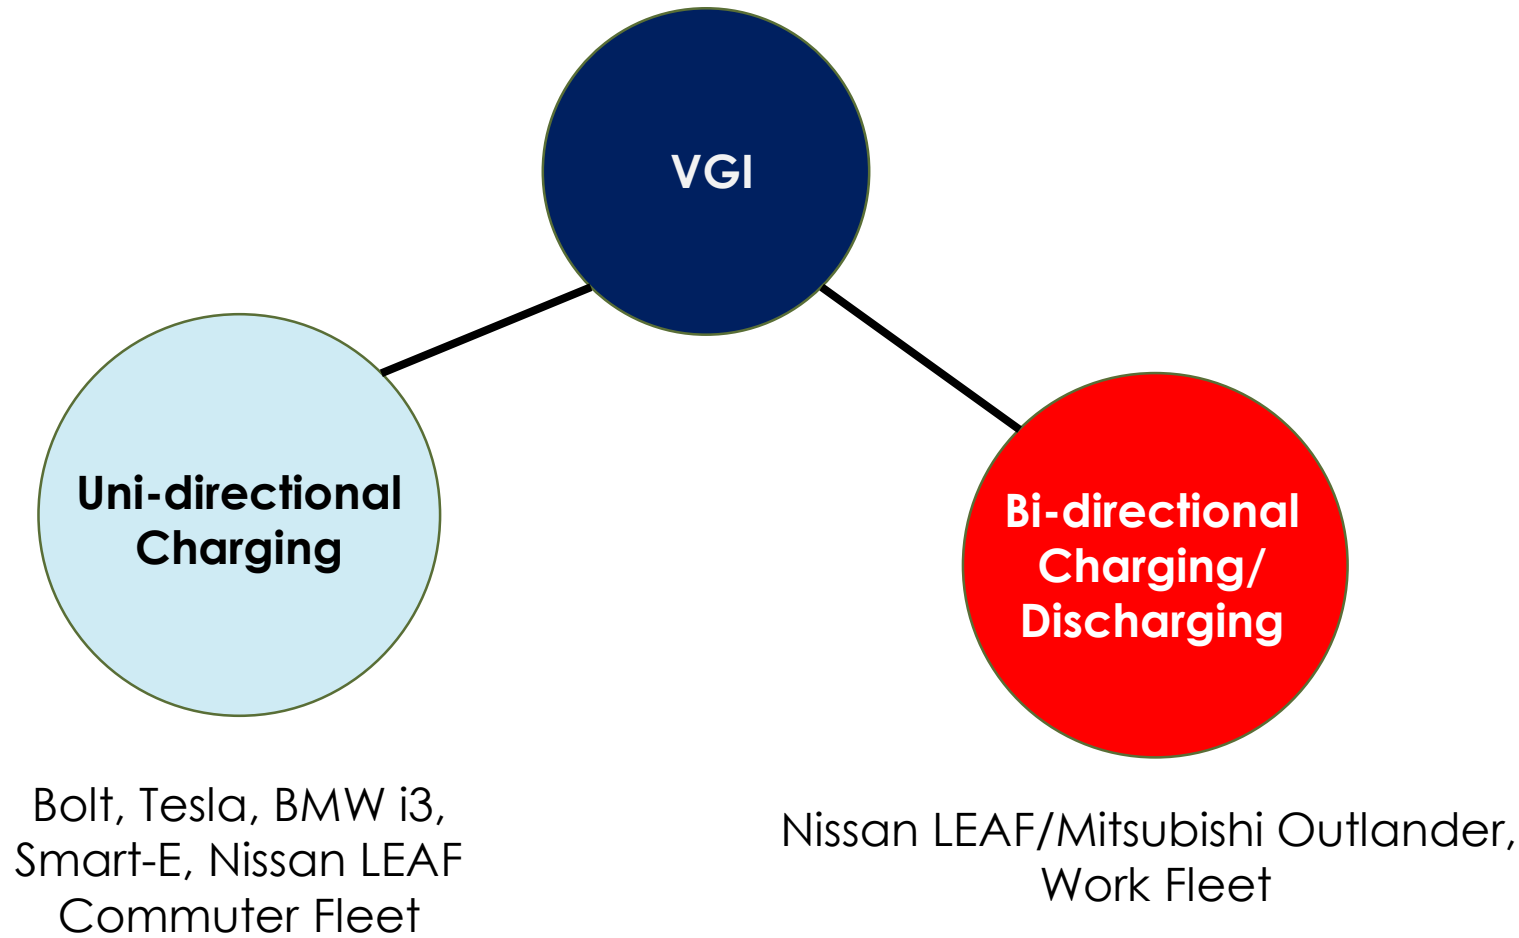 VGI
Uni-directional
Charging
Bi-directional
Charging/
Discharging
Bolt, Tesla, BMW i3,
Smart-E, Nissan LEAF
Commuter Fleet
Nissan LEAF/Mitsubishi Outlander,
Work Fleet